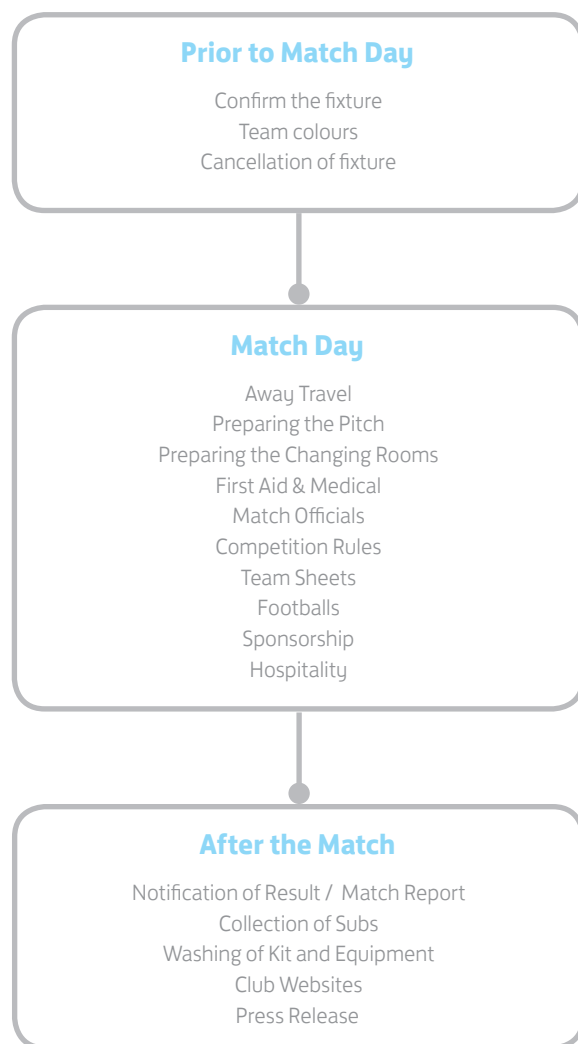 Prior to Match Day
Confirm the fixture
Team colours
Cancellation of fixture
Match Day
Away Travel
Preparing the Pitch
Preparing the Changing Rooms
First Aid & Medical
Match Officials
Competition Rules
Team Sheets
Footballs
Sponsorship
Hospitality
After the Match
Notification of Result / Match Report
Collection of Subs
Washing of Kit and Equipment
Club Websites
Press Release